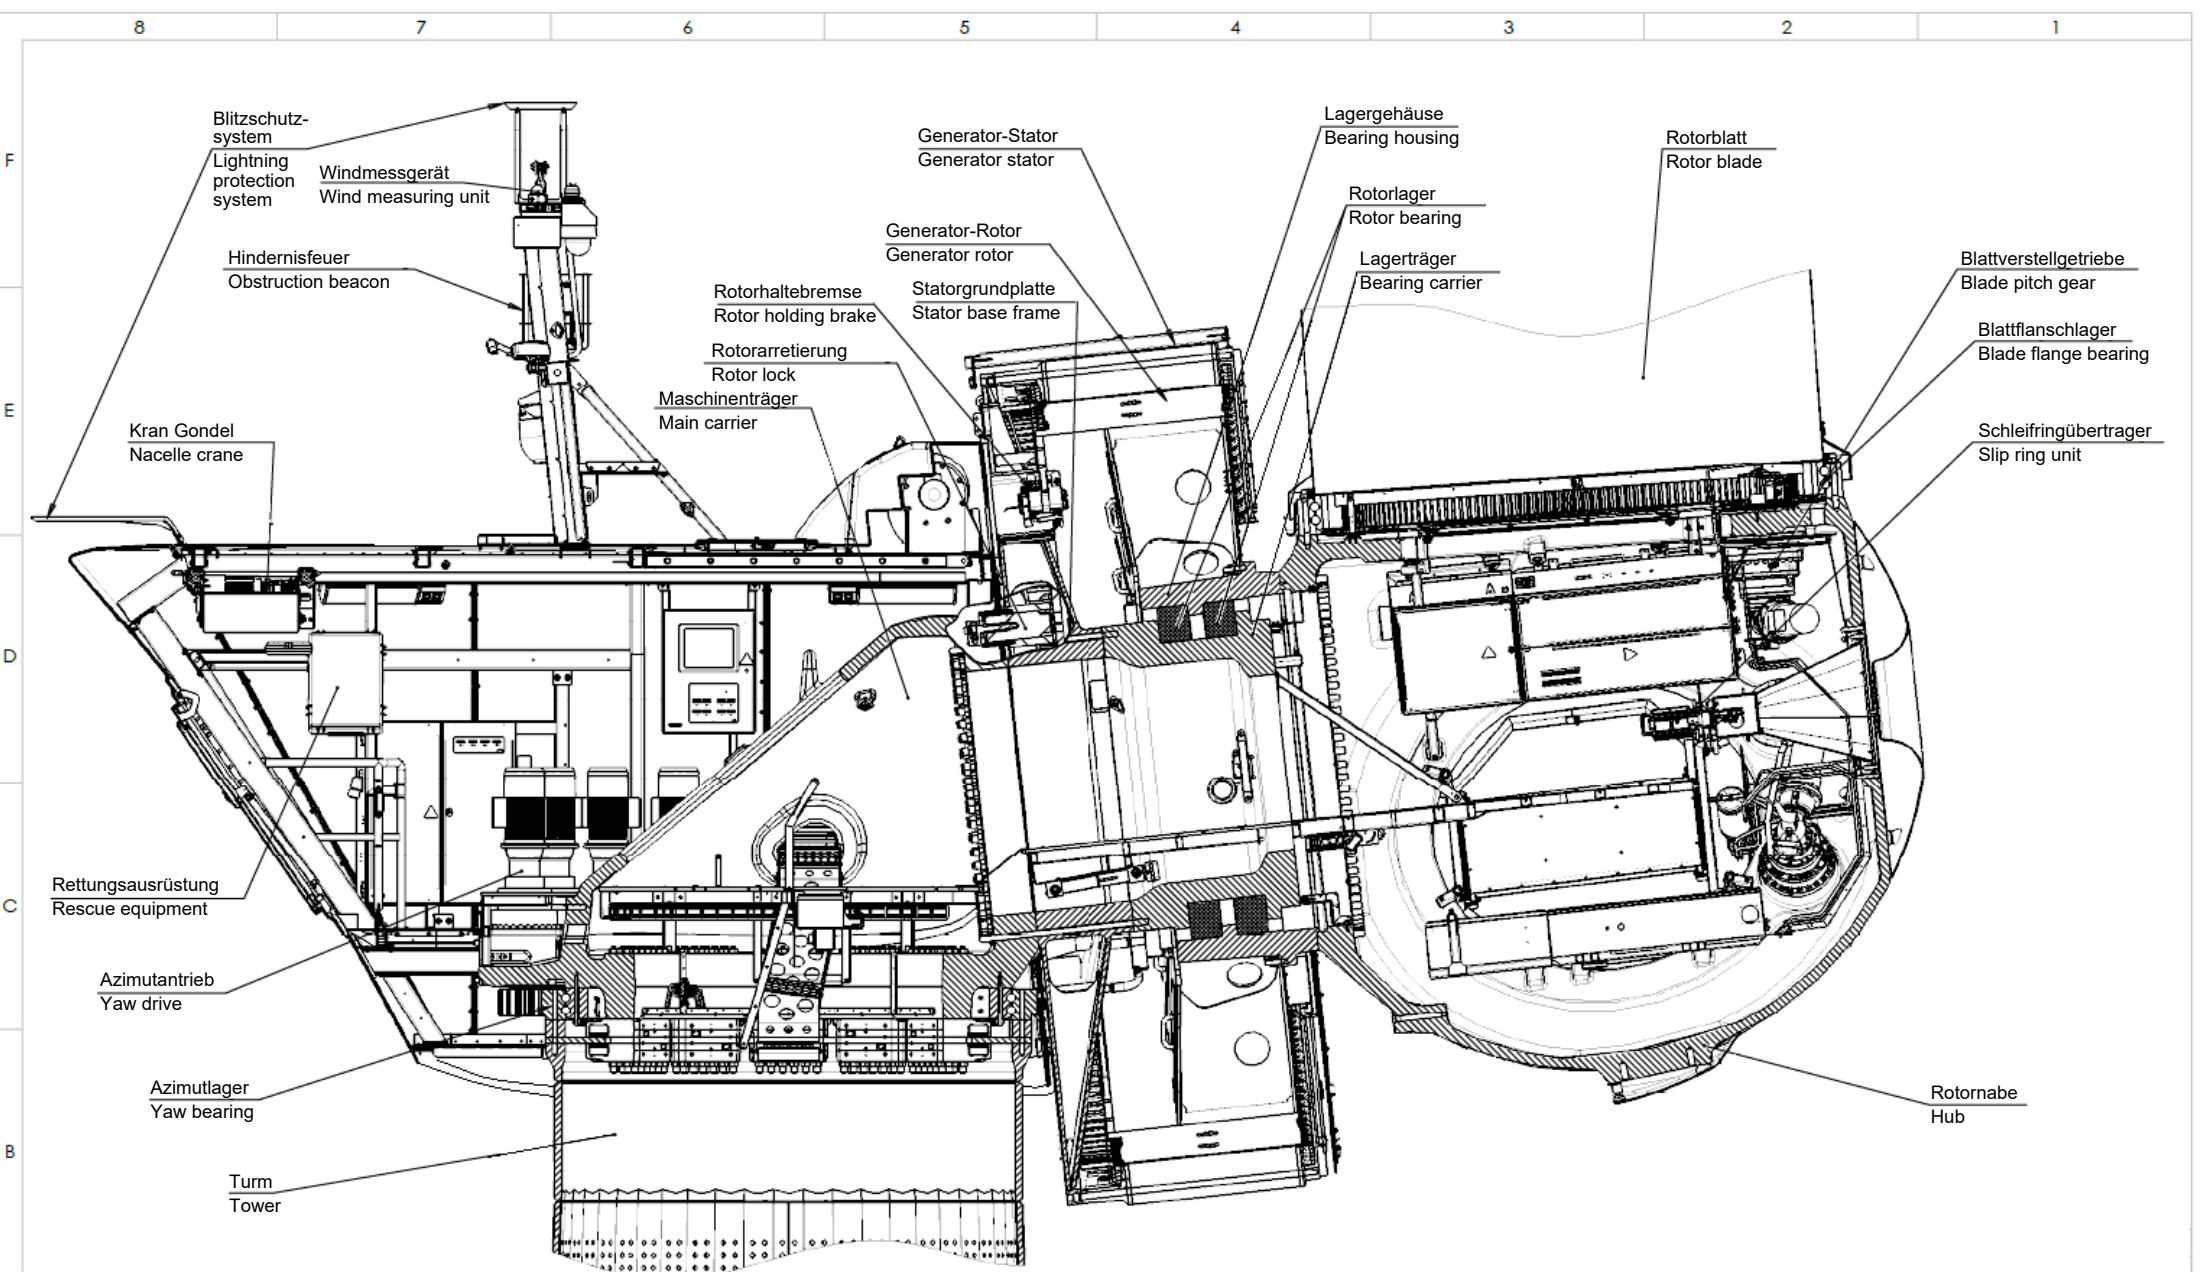 8 7 6 5 4 3 2 1
F
E
D
C
B
Blitzschutz-
system
Lightning
protection
system
Windmessgerät
Wind measuring unit
Hindernisfeuer
Obstruction beacon
Kran Gondel
Nacelle crane
Generator-Stator
Generator stator
Generator-Rotor
Generator rotor
Rotorhaltebremse
Rotor holding brake
Statorgrundplatte
Stator base frame
Rotorarretierung
Rotor lock
Maschinenträger
Main carrier
Lagergehäuse
Bearing housing
Rotorlager
Rotor bearing
Lagerträger
Bearing carrier
Rotorblatt
Rotor blade
Blattverstellgetriebe
Blade pitch gear
Blattflanschlager
Blade flange bearing
Schleifringübertrager
Slip ring unit
Rettungsausrüstung
Rescue equipment
Azimutantrieb
Yaw drive
Azimutlager
Yaw bearing
Turm
Tower
Rotornabe
Hub